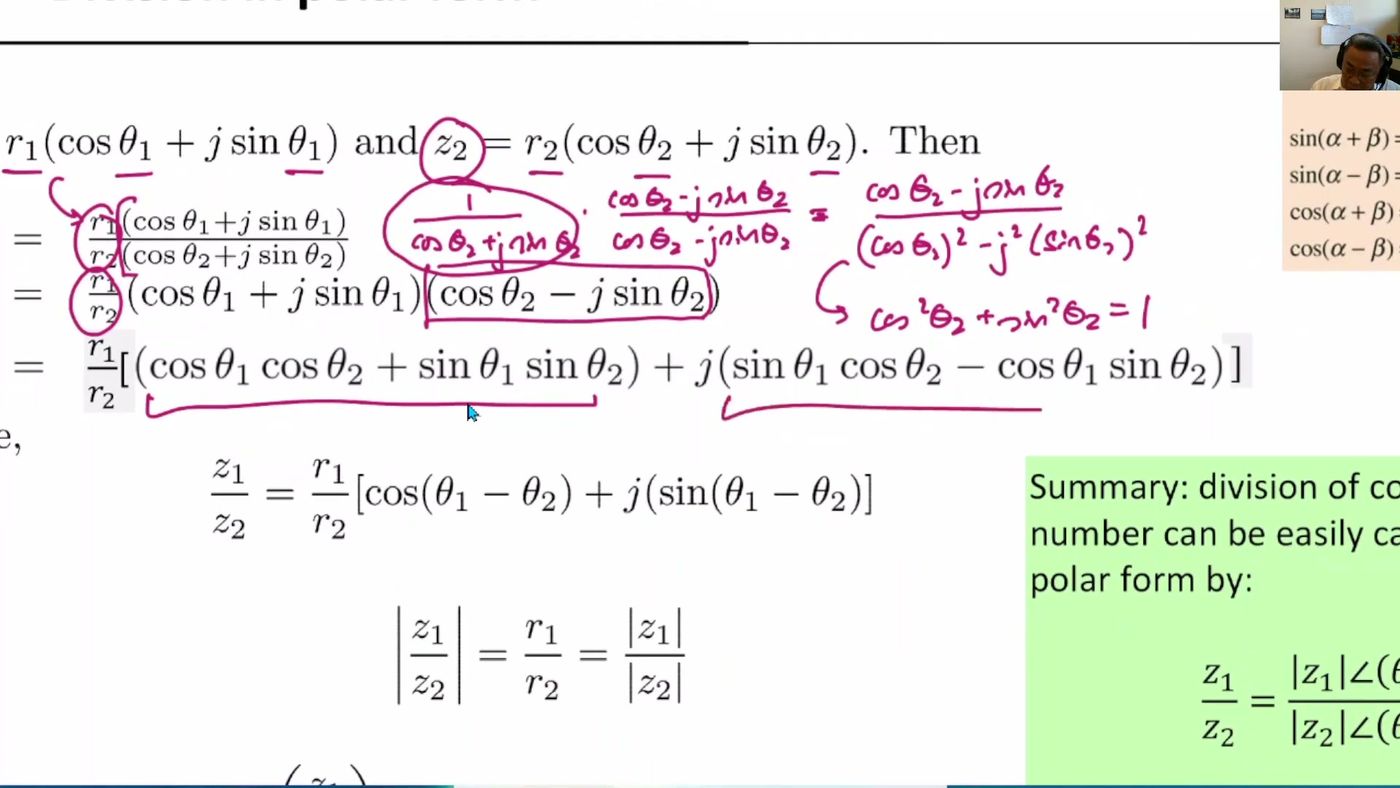 r₁(cos θ₁ + j sin θ₁) and z₂ = r₂(cos θ₂ + j sin θ₂). Then
= r₁(cos θ₁+j sin θ₁) / r₂(cos θ₂+j sin θ₂)
1 / (cos θ₂ + j sin θ₂) · (cos θ₂ - j sin θ₂) / (cos θ₂ - j sin θ₂) = (cos θ₂ - j sin θ₂) / ((cos θ₂)² - j² (sin θ₂)²)
= r₁/r₂ (cos θ₁ + j sin θ₁)(cos θ₂ − j sin θ₂)
cos²θ₂ + sin²θ₂ = 1
= r₁/r₂ [(cos θ₁ cos θ₂ + sin θ₁ sin θ₂) + j(sin θ₁ cos θ₂ − cos θ₁ sin θ₂)]
e,
z₁/z₂ = r₁/r₂ [cos(θ₁ − θ₂) + j(sin(θ₁ − θ₂)]
|z₁/z₂| = r₁/r₂ = |z₁|/|z₂|
sin(α + β) =
sin(α − β) =
cos(α + β)
cos(α − β)
Summary: division of co
number can be easily ca
polar form by:
z₁/z₂ = |z₁|∠(θ / |z₂|∠(θ